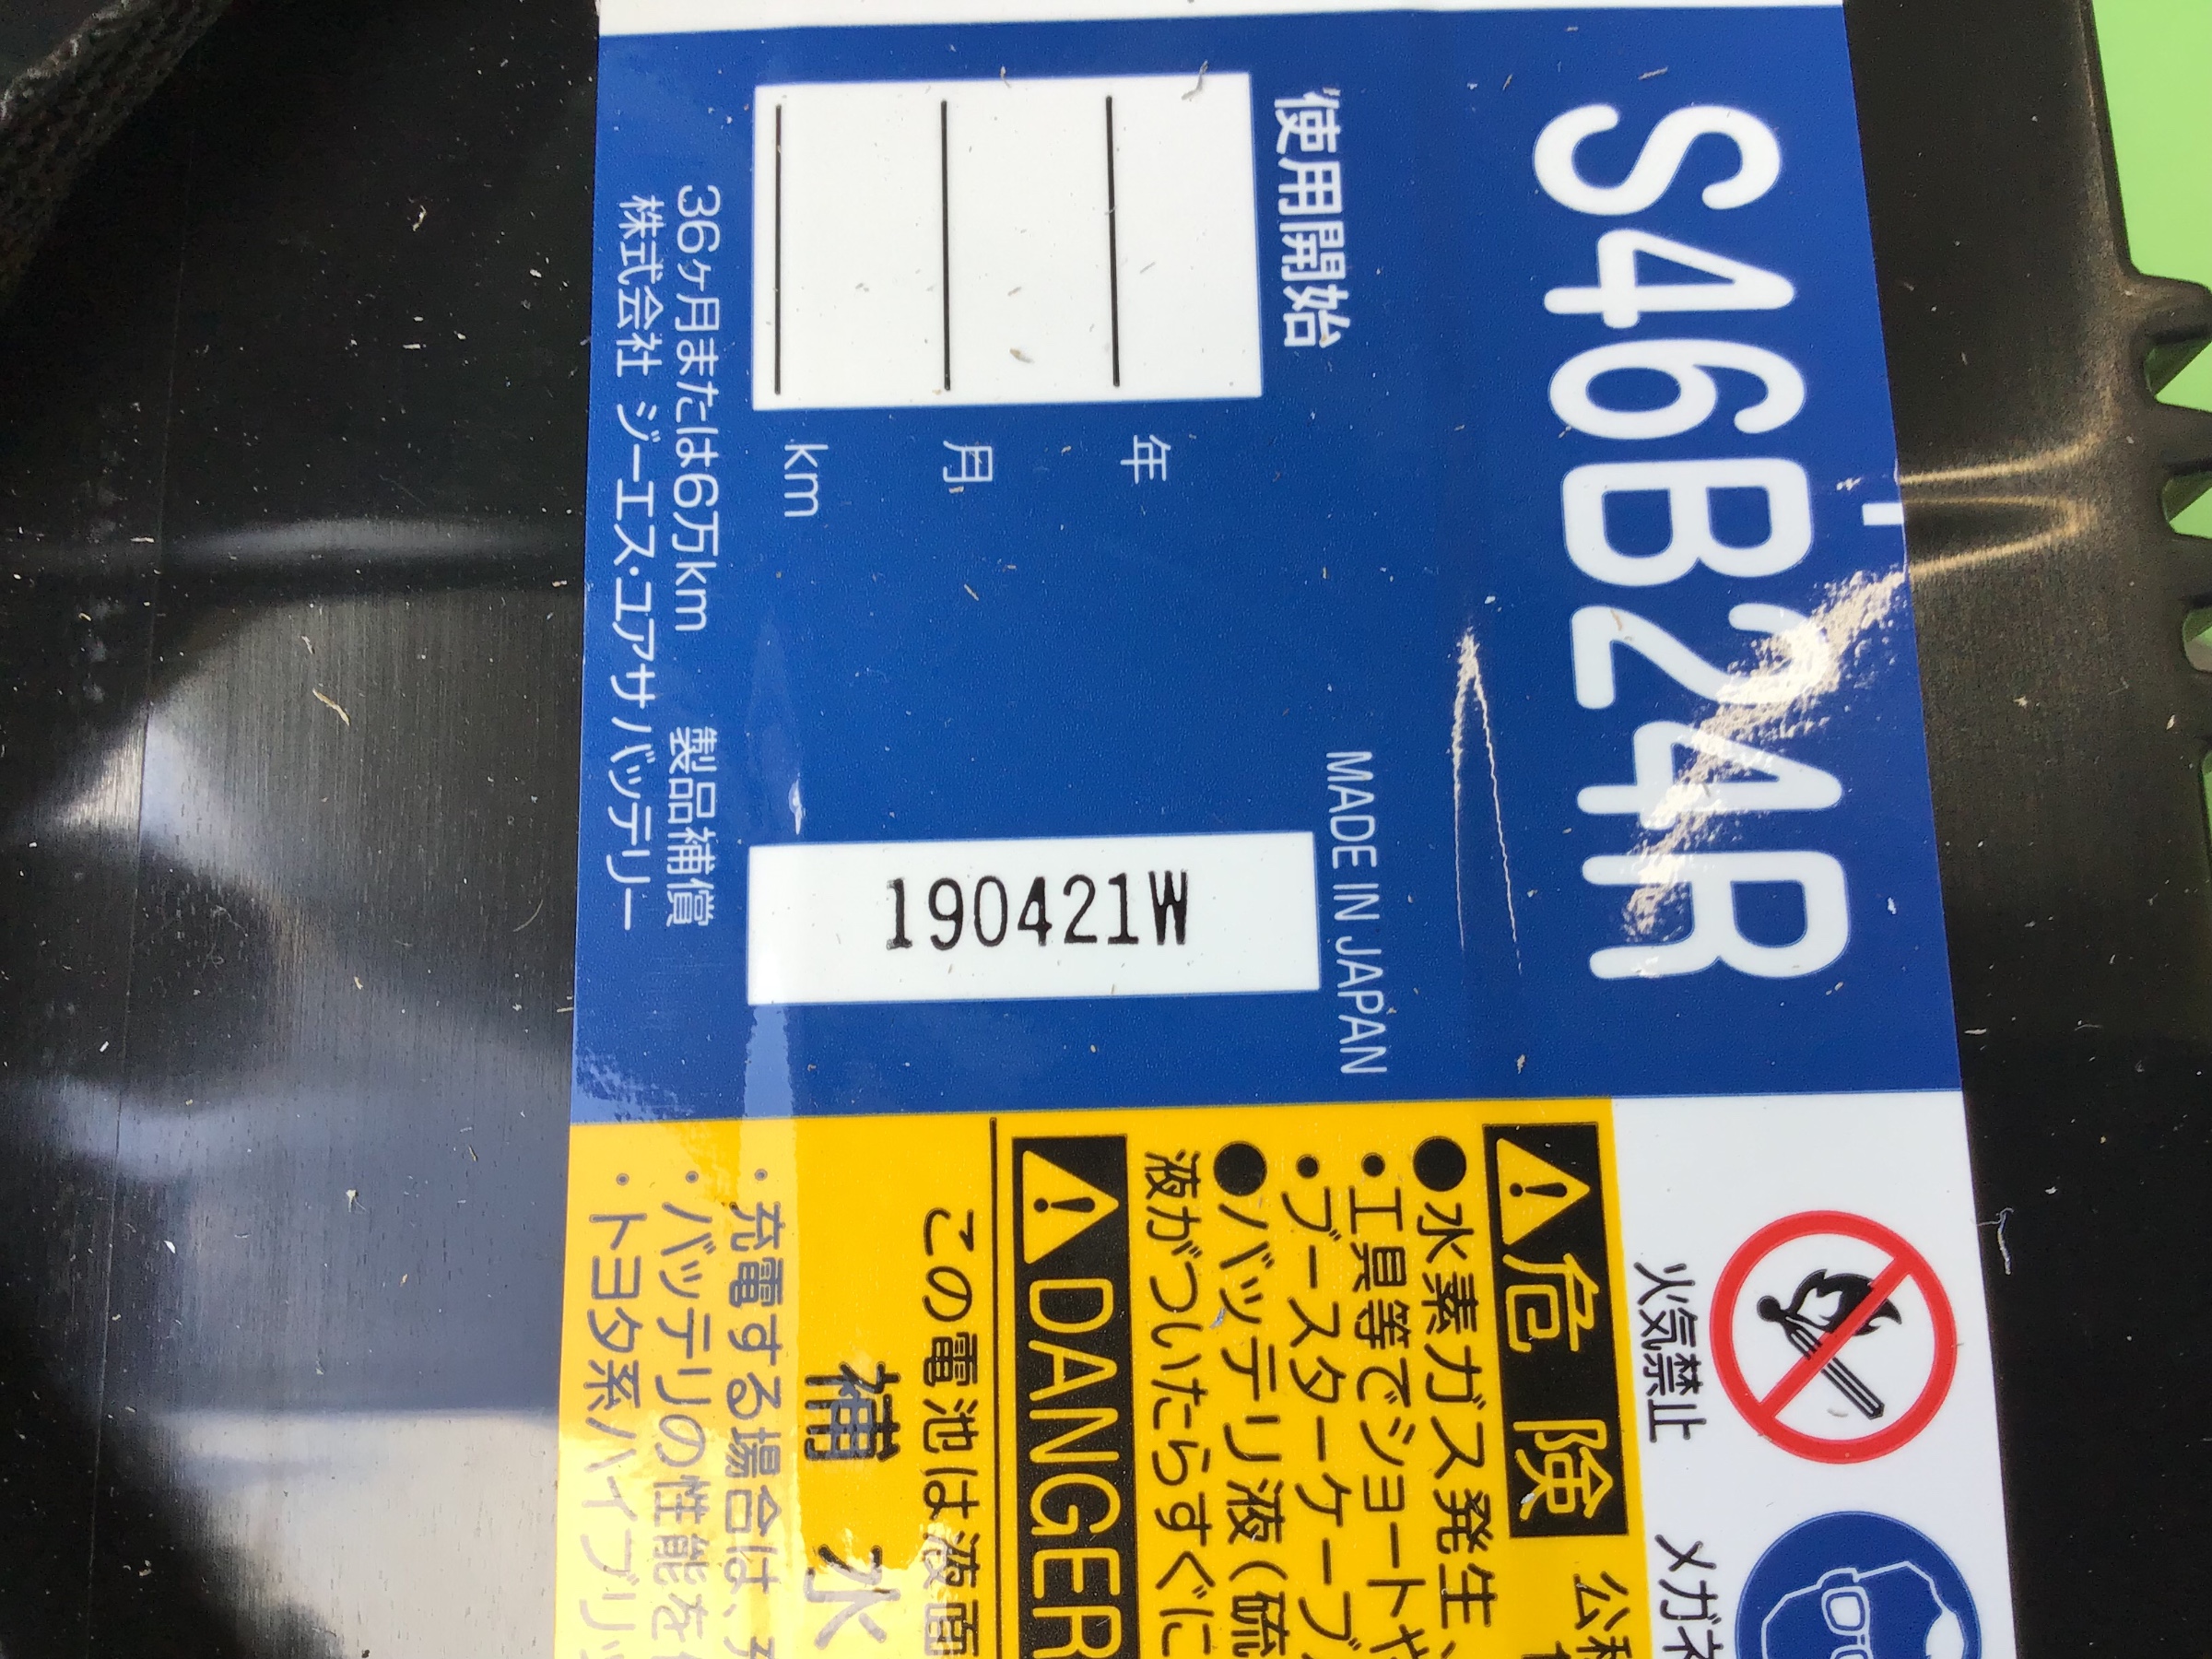 S46B24R
使用開始
年
月
km
MADE IN JAPAN
190421W
36ヶ月または6万km 製品補償
株式会社 ジーエス・ユアサ バッテリー
火気禁止
メガネ
危険
●水素ガス発生
・工具等でショートや
・ブースターケーブ
●バッテリ液(硫
液がついたらすぐに
DANGER
この電池は液面
補 水
・充電する場合は、
・バッテリの性能を
・トヨタ系ハイブリッ